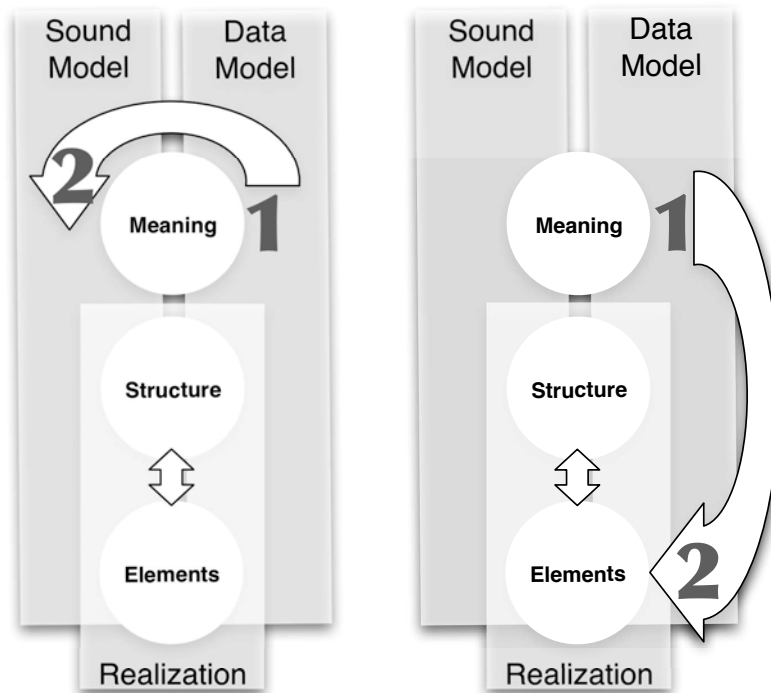 Sound
Model
Data
Model
2
1
Meaning
Structure
Elements
Realization
Sound
Model
Data
Model
Meaning
1
Structure
Elements
2
Realization